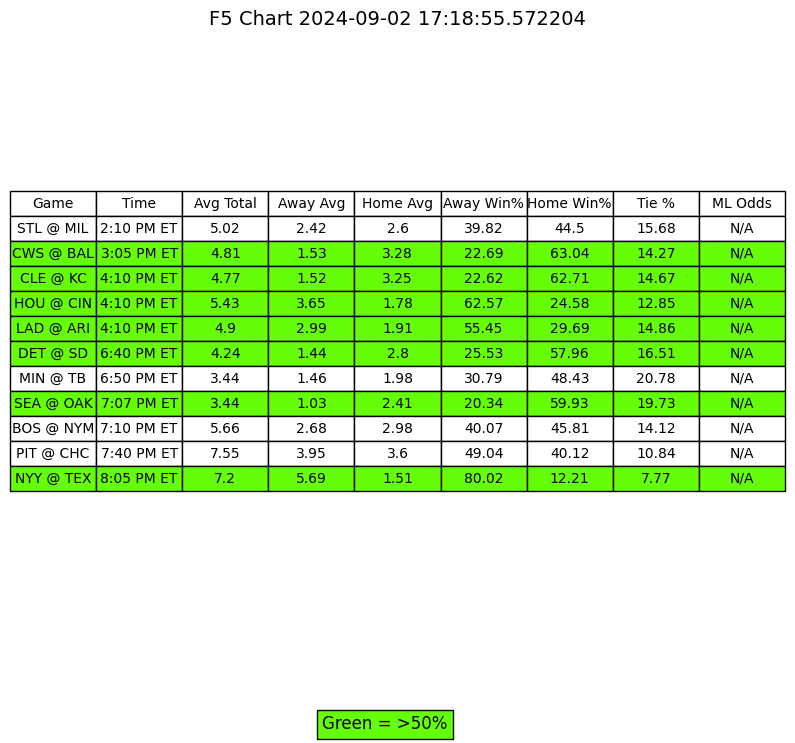 F5 Chart 2024-09-02 17:18:55.572204
Game Time Avg Total Away Avg Home Avg Away Win% Home Win% Tie % ML Odds
STL @ MIL 2:10 PM ET 5.02 2.42 2.6 39.82 44.5 15.68 N/A
CWS @ BAL 3:05 PM ET 4.81 1.53 3.28 22.69 63.04 14.27 N/A
CLE @ KC 4:10 PM ET 4.77 1.52 3.25 22.62 62.71 14.67 N/A
HOU @ CIN 4:10 PM ET 5.43 3.65 1.78 62.57 24.58 12.85 N/A
LAD @ ARI 4:10 PM ET 4.9 2.99 1.91 55.45 29.69 14.86 N/A
DET @ SD 6:40 PM ET 4.24 1.44 2.8 25.53 57.96 16.51 N/A
MIN @ TB 6:50 PM ET 3.44 1.46 1.98 30.79 48.43 20.78 N/A
SEA @ OAK 7:07 PM ET 3.44 1.03 2.41 20.34 59.93 19.73 N/A
BOS @ NYM 7:10 PM ET 5.66 2.68 2.98 40.07 45.81 14.12 N/A
PIT @ CHC 7:40 PM ET 7.55 3.95 3.6 49.04 40.12 10.84 N/A
NYY @ TEX 8:05 PM ET 7.2 5.69 1.51 80.02 12.21 7.77 N/A
Green = >50%